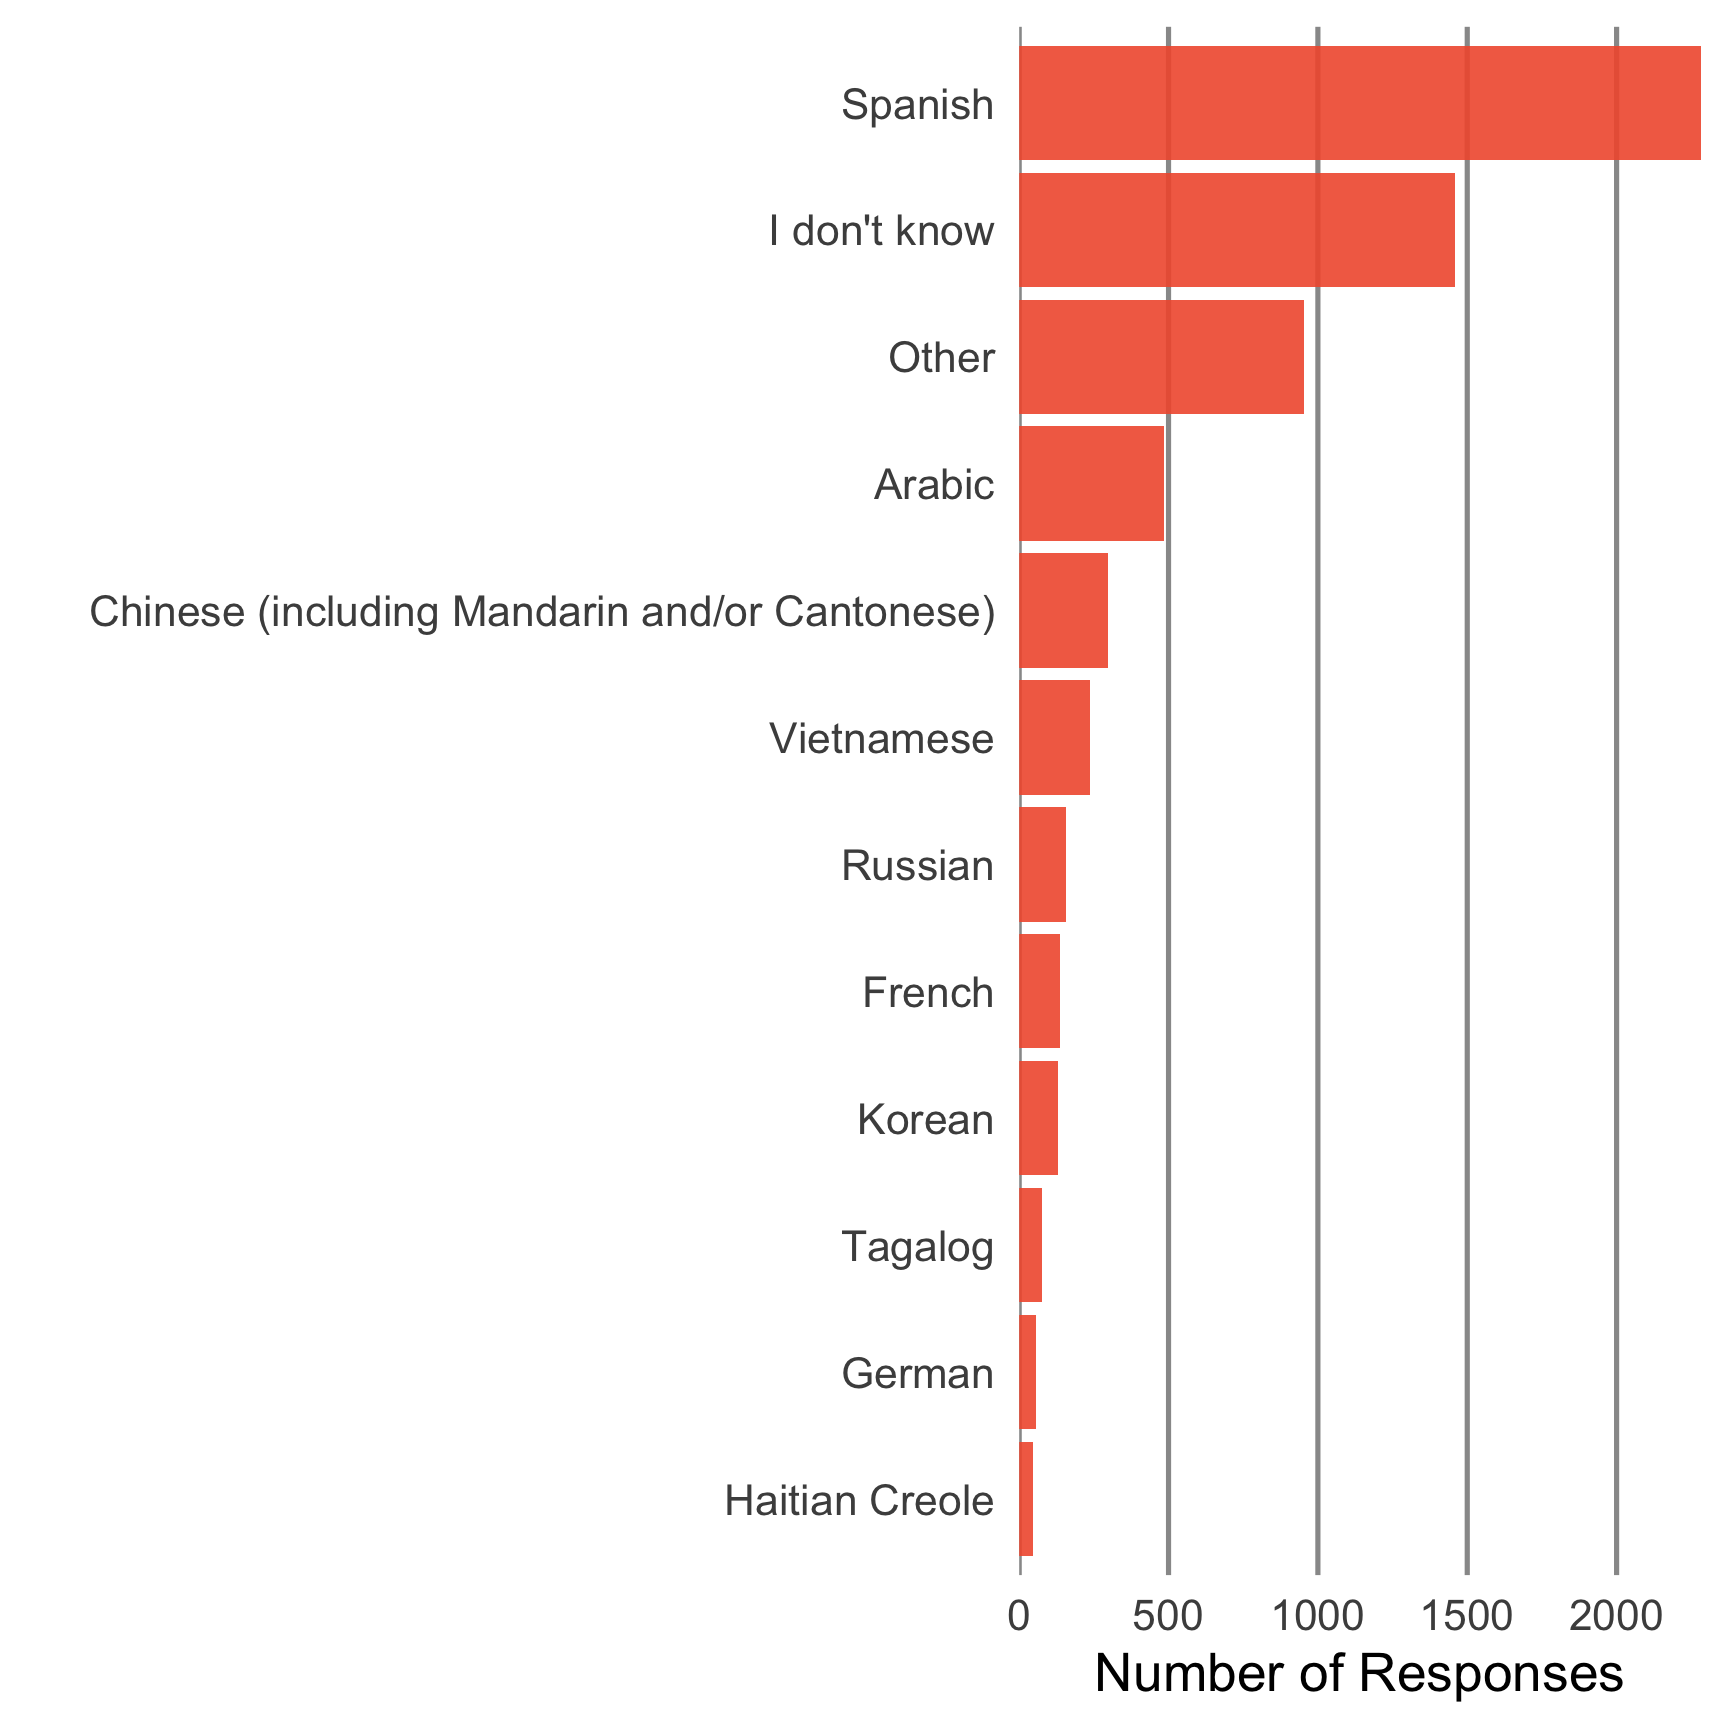 Spanish
I don't know
Other
Arabic
Chinese (including Mandarin and/or Cantonese)
Vietnamese
Russian
French
Korean
Tagalog
German
Haitian Creole
0 500 1000 1500 2000
Number of Responses